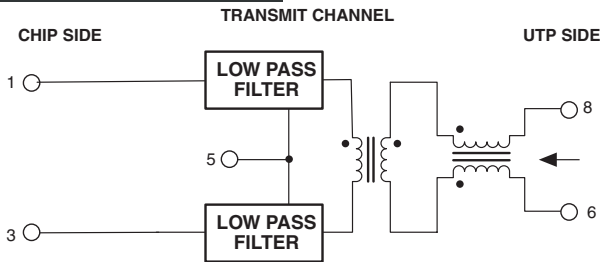 TRANSMIT CHANNEL
CHIP SIDE
UTP SIDE
1
LOW PASS
FILTER
8
5
3
LOW PASS
FILTER
6